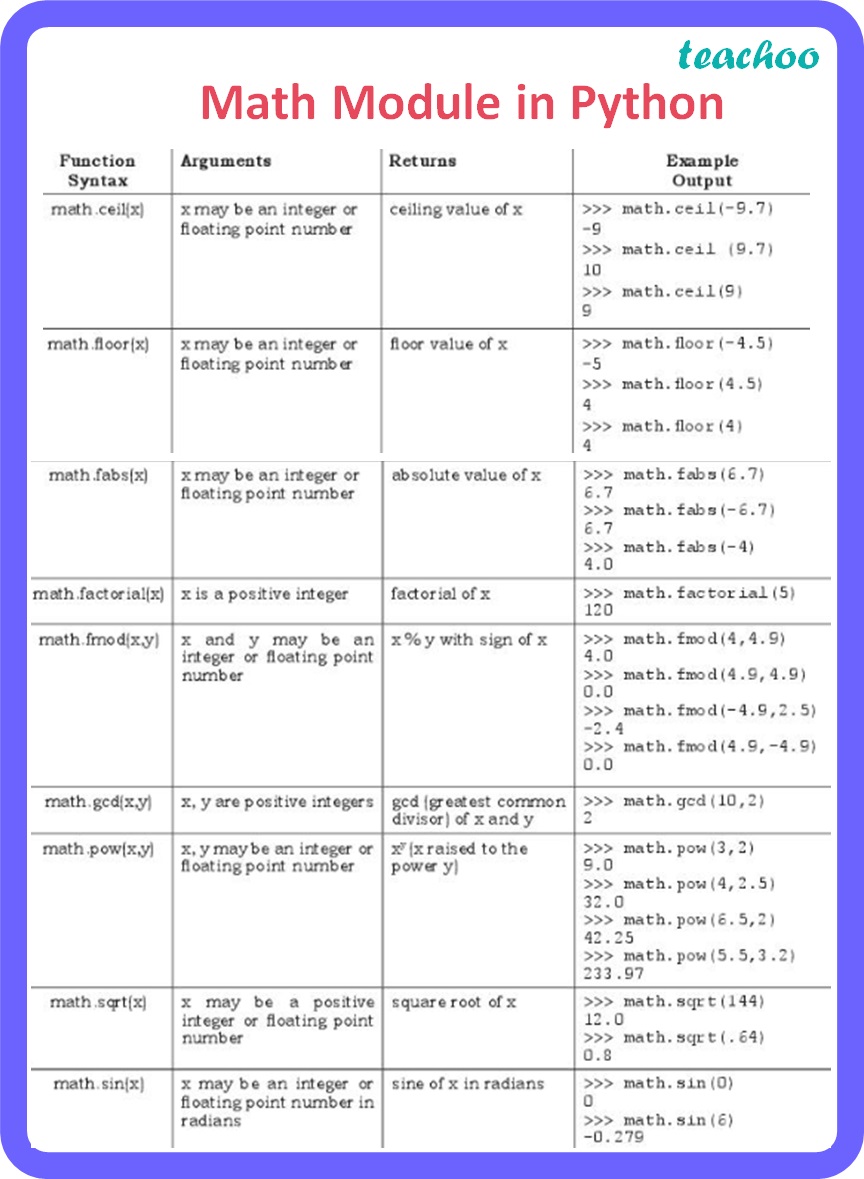 teachoo
Math Module in Python
Function Syntax Arguments Returns Example Output
math.ceil(x)
x may be an integer or
floating point number
ceiling value of x
>>> math.ceil(-9.7)
-9
>>> math.ceil (9.7)
10
>>> math.ceil(9)
9
math.floor(x)
x may be an integer or
floating point number
floor value of x
>>> math.floor(-4.5)
-5
>>> math.floor(4.5)
4
>>> math.floor(4)
4
math.fabs(x)
x may be an integer or
floating point number
absolute value of x
>>> math.fabs(6.7)
6.7
>>> math.fabs(-6.7)
6.7
>>> math.fabs(-4)
4.0
math.factorial(x)
x is a positive integer
factorial of x
>>> math.factorial(5)
120
math.fmod(x,y)
x and y may be an
integer or floating point
number
x % y with sign of x
>>> math.fmod(4,4.9)
4.0
>>> math.fmod(4.9,4.9)
0.0
>>> math.fmod(-4.9,2.5)
-2.4
>>> math.fmod(4.9,-4.9)
0.0
math.gcd(x,y)
x, y are positive integers
gcd (greatest common
divisor) of x and y
>>> math.gcd(10,2)
2
math.pow(x,y)
x, y may be an integer or
floating point number
xʸ (x raised to the
power y)
>>> math.pow(3,2)
9.0
>>> math.pow(4,2.5)
32.0
>>> math.pow(6.5,2)
42.25
>>> math.pow(5.5,3.2)
233.97
math.sqrt(x)
x may be a positive
integer or floating point
number
square root of x
>>> math.sqrt(144)
12.0
>>> math.sqrt(.64)
0.8
math.sin(x)
x may be an integer or
floating point number in
radians
sine of x in radians
>>> math.sin(0)
0
>>> math.sin(6)
-0.279